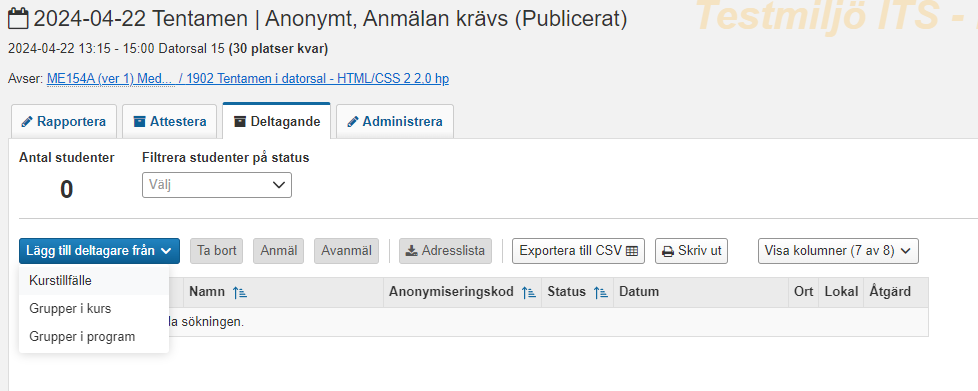 Testmiljö ITS -
2024-04-22 Tentamen | Anonymt, Anmälan krävs (Publicerat)
2024-04-22 13:15 - 15:00 Datorsal 15 (30 platser kvar)
Avser: ME154A (ver 1) Med... / 1902 Tentamen i datorsal - HTML/CSS 2 2.0 hp
Rapportera Attestera Deltagande Administrera
Antal studenter Filtrera studenter på status
0 Välj
Lägg till deltagare från Ta bort Anmäl Avanmäl Adresslista Exportera till CSV Skriv ut Visa kolumner (7 av 8)
Kurstillfälle
Grupper i kurs
Grupper i program
Namn Anonymiseringskod Status Datum Ort Lokal Åtgärd
la sökningen.